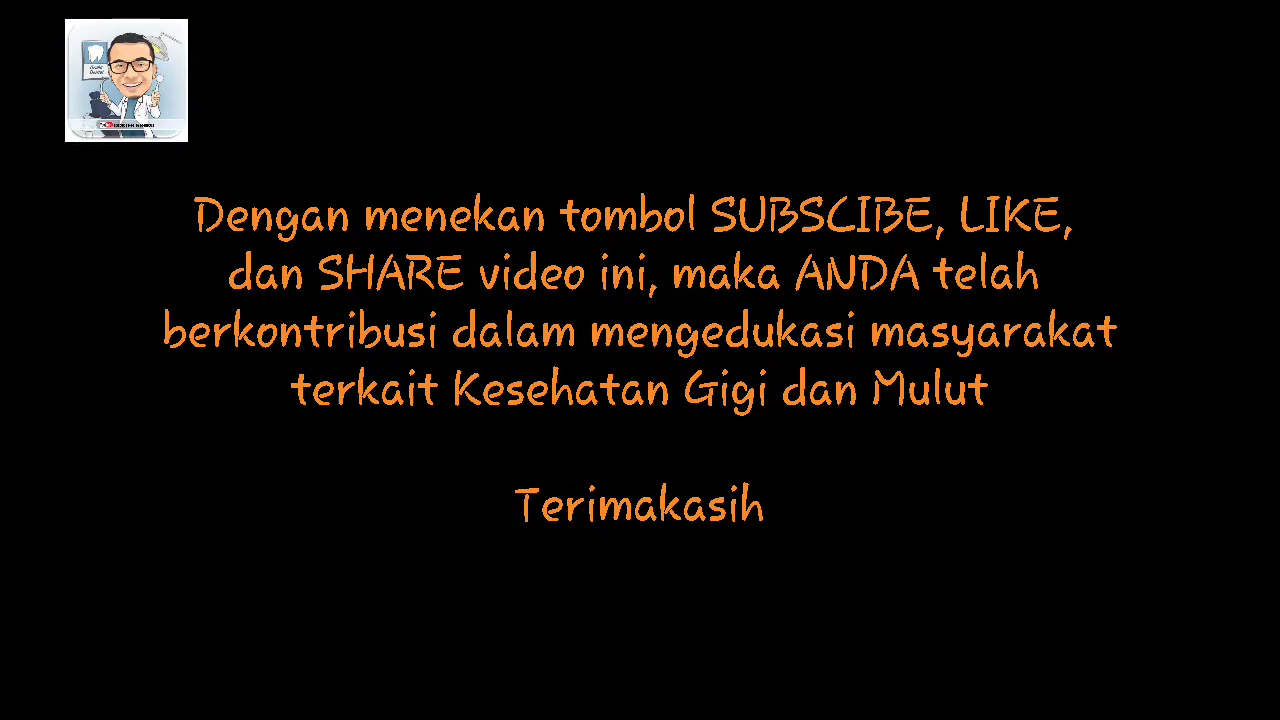 Dengan menekan tombol SUBSCIBE, LIKE,
dan SHARE video ini, maka ANDA telah
berkontribusi dalam mengedukasi masyarakat
terkait Kesehatan Gigi dan Mulut
Terimakasih